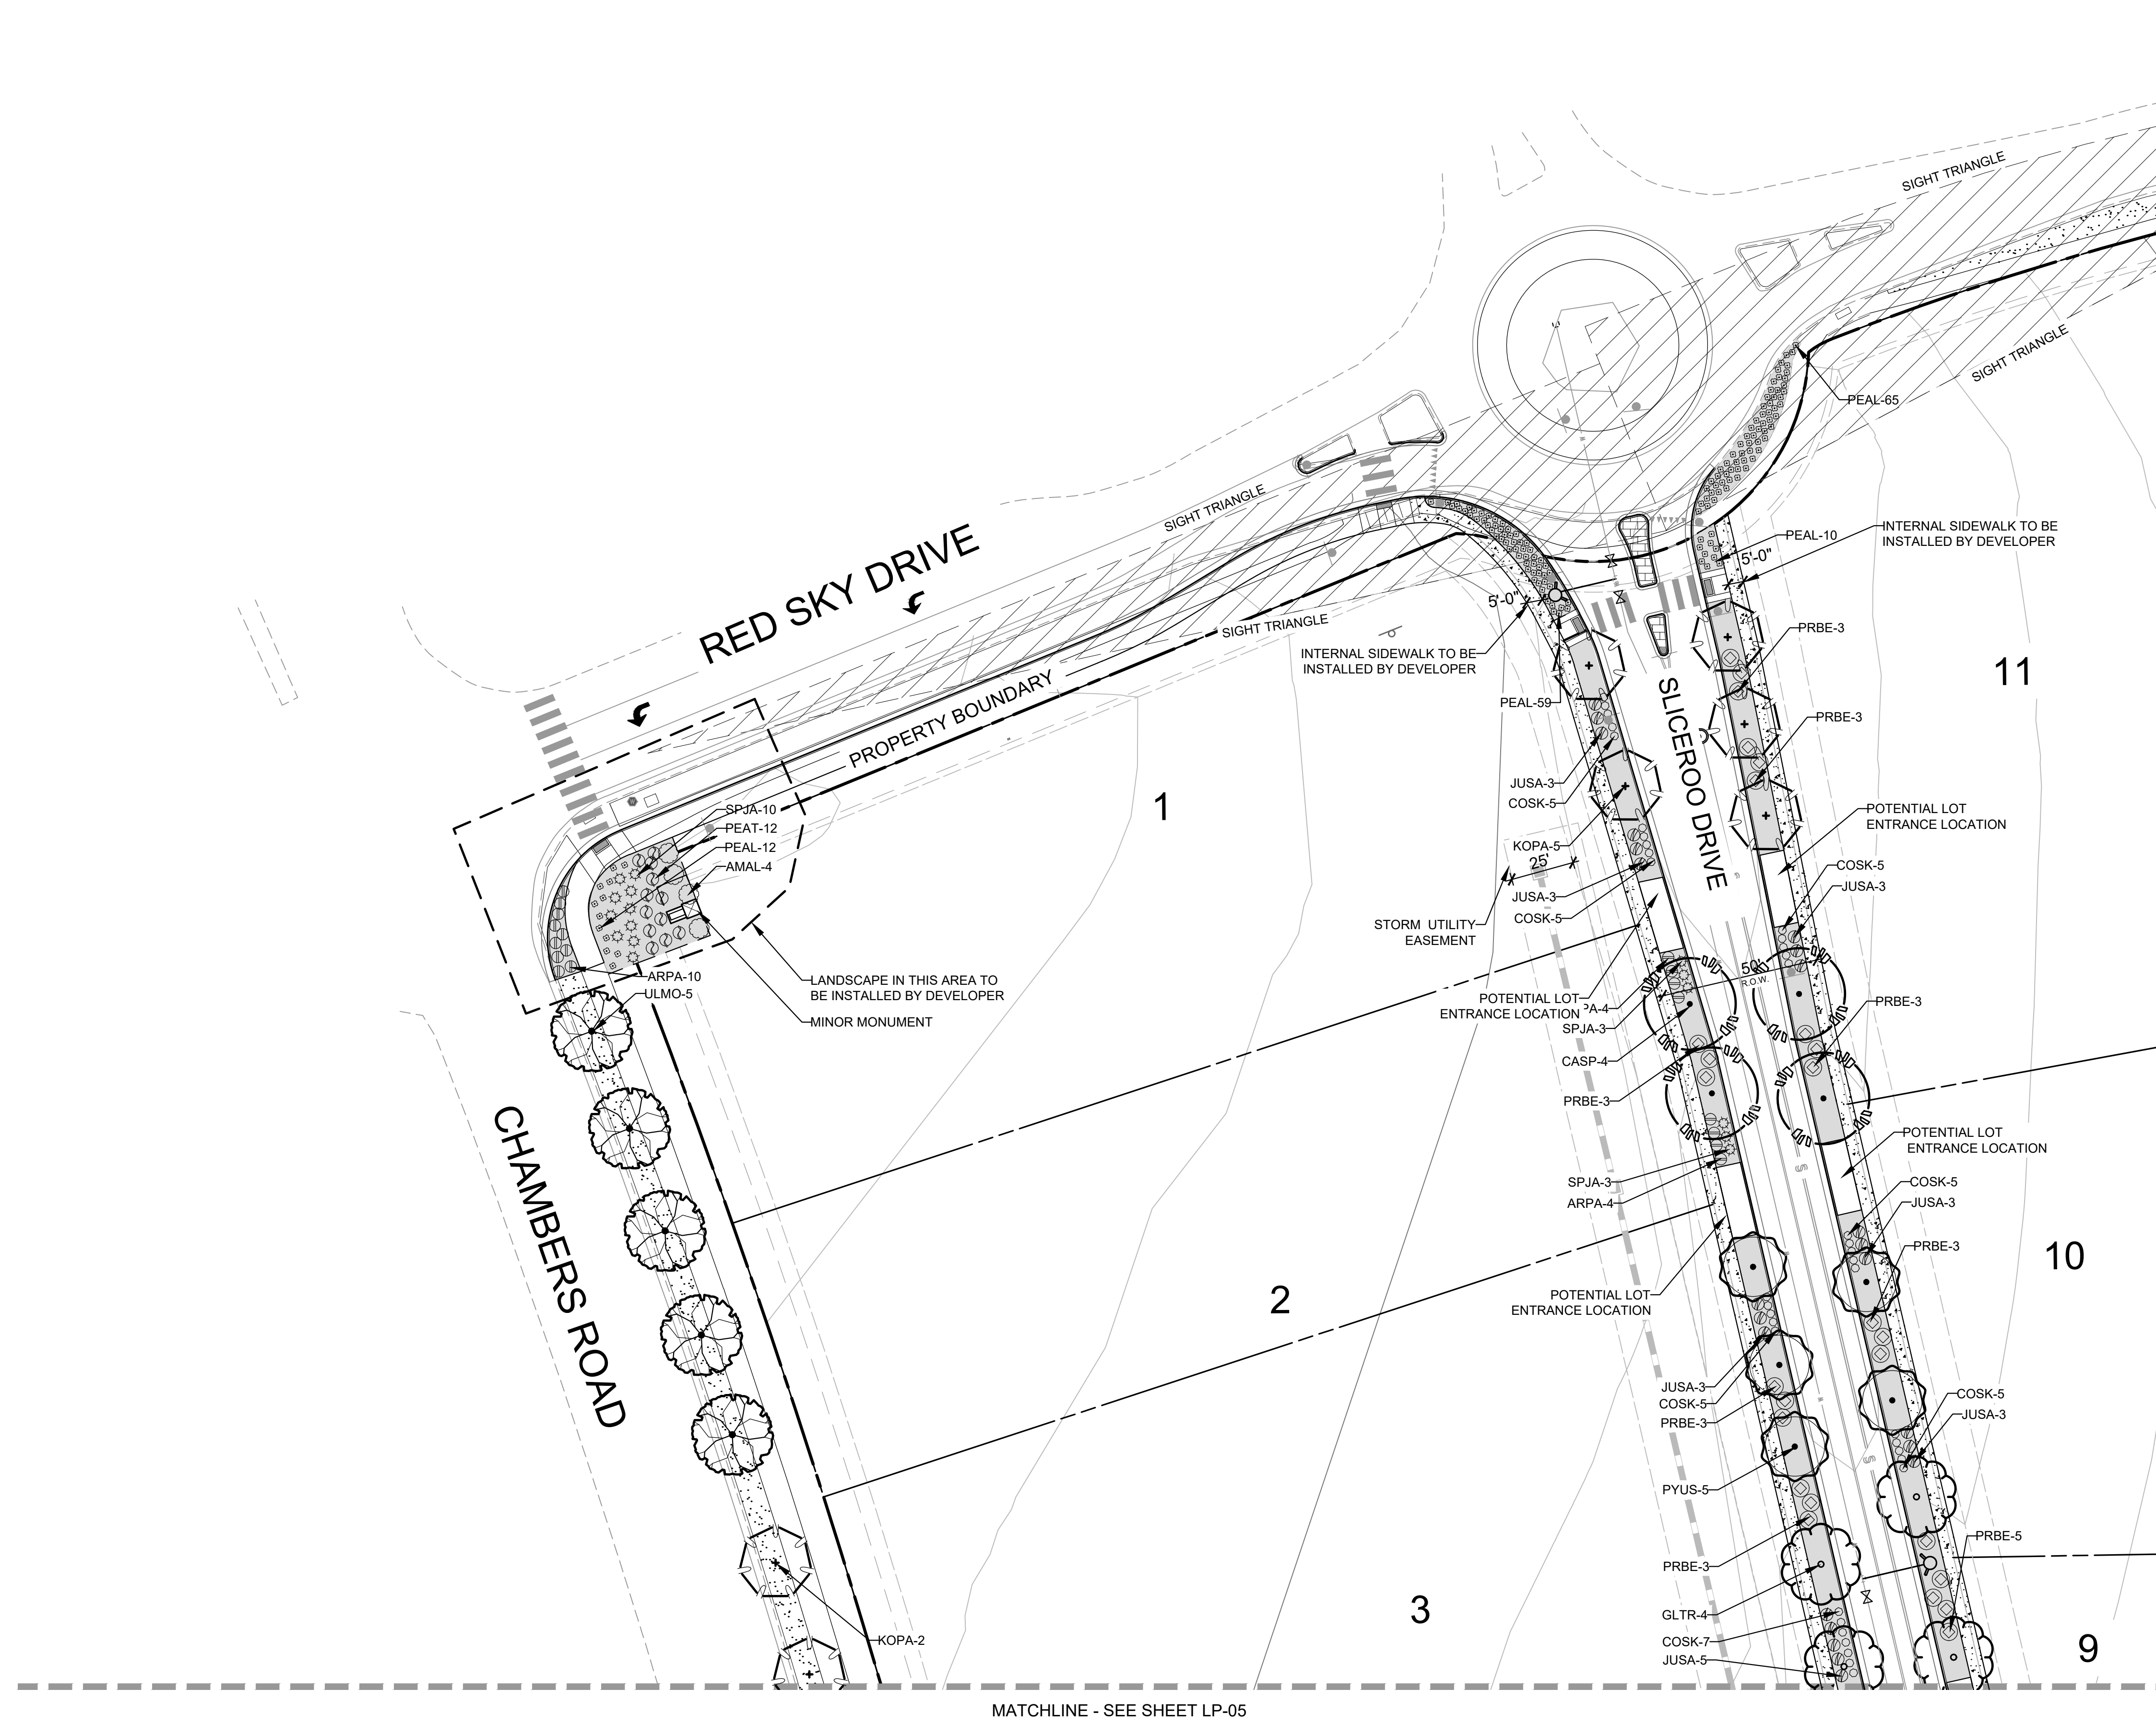 SIGHT TRIANGLE
SIGHT TRIANGLE
PEAL-65
SIGHT TRIANGLE
RED SKY DRIVE
INTERNAL SIDEWALK TO BE
INSTALLED BY DEVELOPER
PEAL-10
5'-0"
5'-0"
SIGHT TRIANGLE
PRBE-3
INTERNAL SIDEWALK TO BE
INSTALLED BY DEVELOPER
11
PROPERTY BOUNDARY
PEAL-59
SLICEROO DRIVE
PRBE-3
JUSA-3
COSK-5
1
SPJA-10
PEAT-12
PEAL-12
AMAL-4
POTENTIAL LOT
ENTRANCE LOCATION
KOPA-5
25'
COSK-5
JUSA-3
JUSA-3
COSK-5
STORM UTILITY
EASEMENT
ARPA-10
ULMO-5
LANDSCAPE IN THIS AREA TO
BE INSTALLED BY DEVELOPER
MINOR MONUMENT
50'
R.O.W.
POTENTIAL LOT
ENTRANCE LOCATION
PA-4
SPJA-3
PRBE-3
CASP-4
PRBE-3
CHAMBERS ROAD
POTENTIAL LOT
ENTRANCE LOCATION
S
SPJA-3
ARPA-4
COSK-5
JUSA-3
PRBE-3
10
2
POTENTIAL LOT
ENTRANCE LOCATION
JUSA-3
COSK-5
PRBE-3
COSK-5
JUSA-3
S
PYUS-5
PRBE-5
PRBE-3
3
GLTR-4
COSK-7
JUSA-5
KOPA-2
9
MATCHLINE - SEE SHEET LP-05